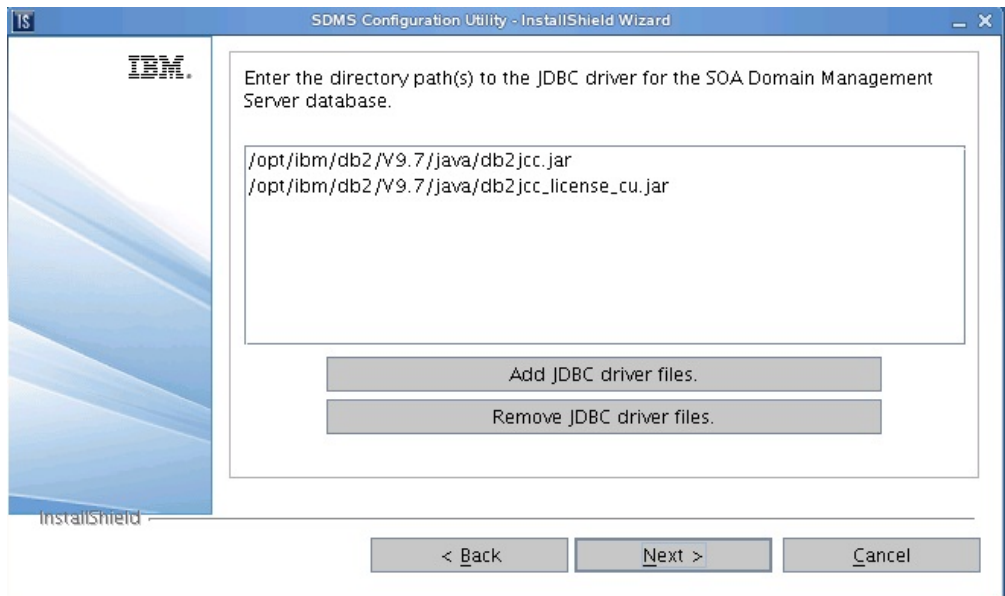 IS
SDMS Configuration Utility - InstallShield Wizard
IBM.
Enter the directory path(s) to the JDBC driver for the SOA Domain Management
Server database.
/opt/ibm/db2/V9.7/java/db2jcc.jar
/opt/ibm/db2/V9.7/java/db2jcc_license_cu.jar
Add JDBC driver files.
Remove JDBC driver files.
InstallShield
< Back
Next >
Cancel